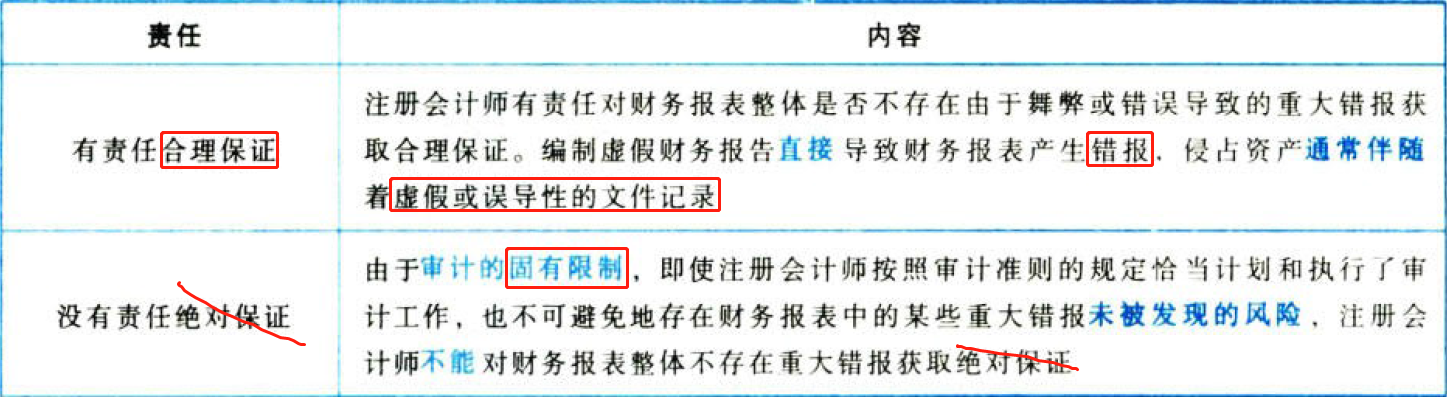 责任
内容
有责任合理保证
注册会计师有责任对财务报表整体是否不存在由于舞弊或错误导致的重大错报获
取合理保证。编制虚假财务报告直接导致财务报表产生错报，侵占资产通常伴随
着虚假或误导性的文件记录
没有责任绝对保证
由于审计的固有限制，即使注册会计师按照审计准则的规定恰当计划和执行了审
计工作，也不可避免地存在财务报表中的某些重大错报未被发现的风险，注册会
计师不能对财务报表整体不存在重大错报获取绝对保证